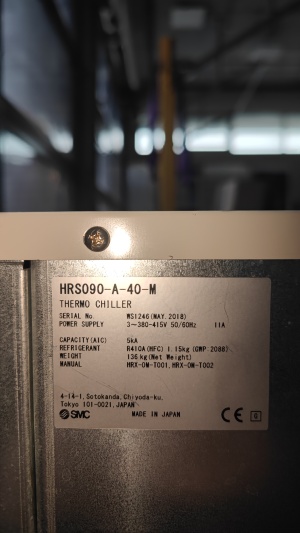 HRS090-A-40-M
THERMO CHILLER
SERIAL No. WS1246(MAY.2018)
POWER SUPPLY 3~380-415V 50/60Hz 11A
CAPACITY(AIC) 5kA
REFRIGERANT R410A(HFC) 1.15kg(GWP 2088)
WEIGHT 136kg(Net Weight)
MANUAL HRX-OM-T001,HRX-OM-T002
4-14-1, Sotokanda, Chiyoda-ku,
Tokyo 101-0021, JAPAN
SMC MADE IN JAPAN CE